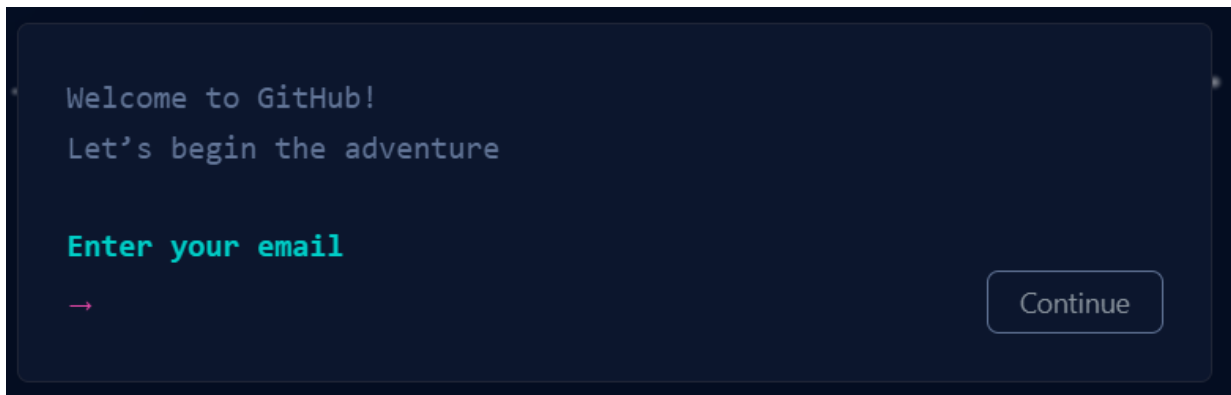 Welcome to GitHub!
Let’s begin the adventure
Enter your email
→
Continue